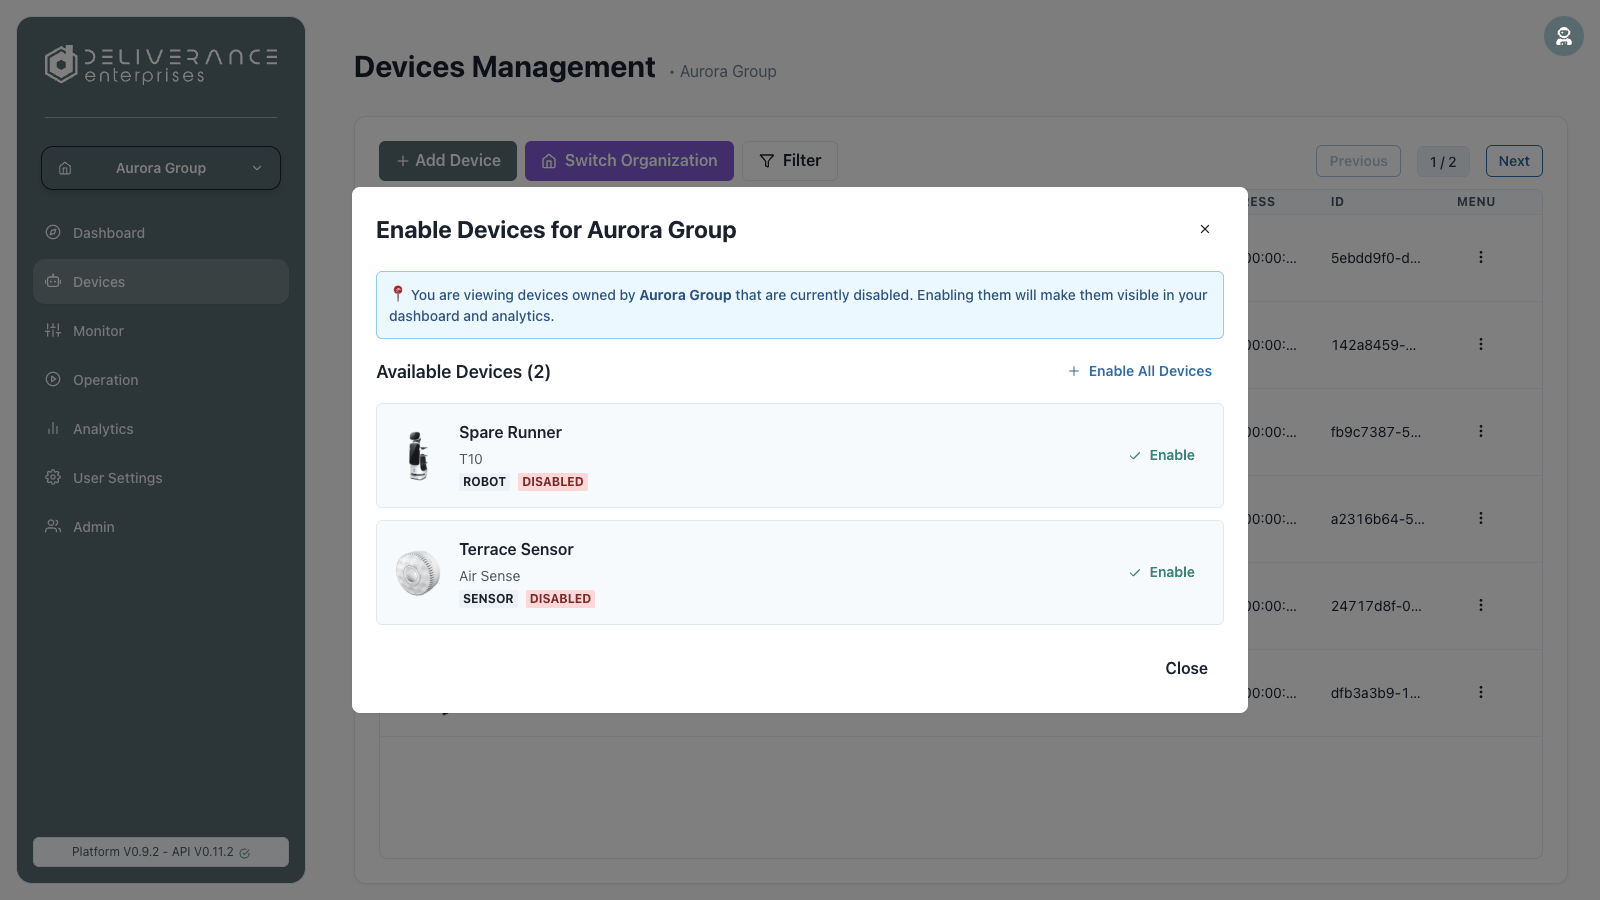 DELIVERANCE
enterprises
Aurora Group
Dashboard
Devices
Monitor
Operation
Analytics
User Settings
Admin
Platform V0.9.2 - API V0.11.2
Devices Management
• Aurora Group
Add Device
Switch Organization
Filter
Previous
1 / 2
Next
ID
MENU
00:00:...
5ebdd9f0-d...
00:00:...
142a8459-...
00:00:...
fb9c7387-5...
00:00:...
a2316b64-5...
00:00:...
24717d8f-0...
00:00:...
dfb3a3b9-1...
Enable Devices for Aurora Group
📍 You are viewing devices owned by Aurora Group that are currently disabled. Enabling them will make them visible in your
dashboard and analytics.
Available Devices (2)
Enable All Devices
Spare Runner
T10
ROBOT
DISABLED
Enable
Terrace Sensor
Air Sense
SENSOR
DISABLED
Enable
Close